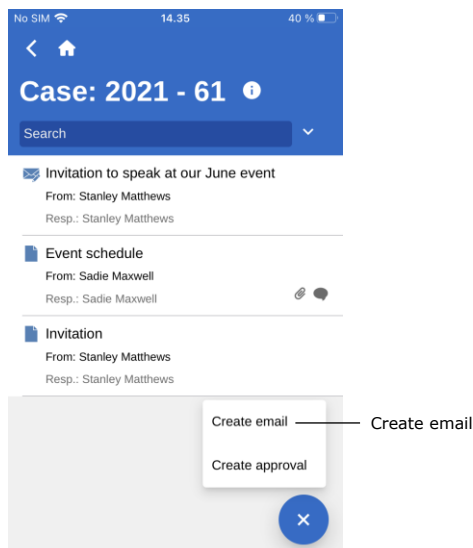 No SIM 14.35 40 %
Case: 2021 - 61
Search
Invitation to speak at our June event
From: Stanley Matthews
Resp.: Stanley Matthews
Event schedule
From: Sadie Maxwell
Resp.: Sadie Maxwell
Invitation
From: Stanley Matthews
Resp.: Stanley Matthews
Create email Create email
Create approval